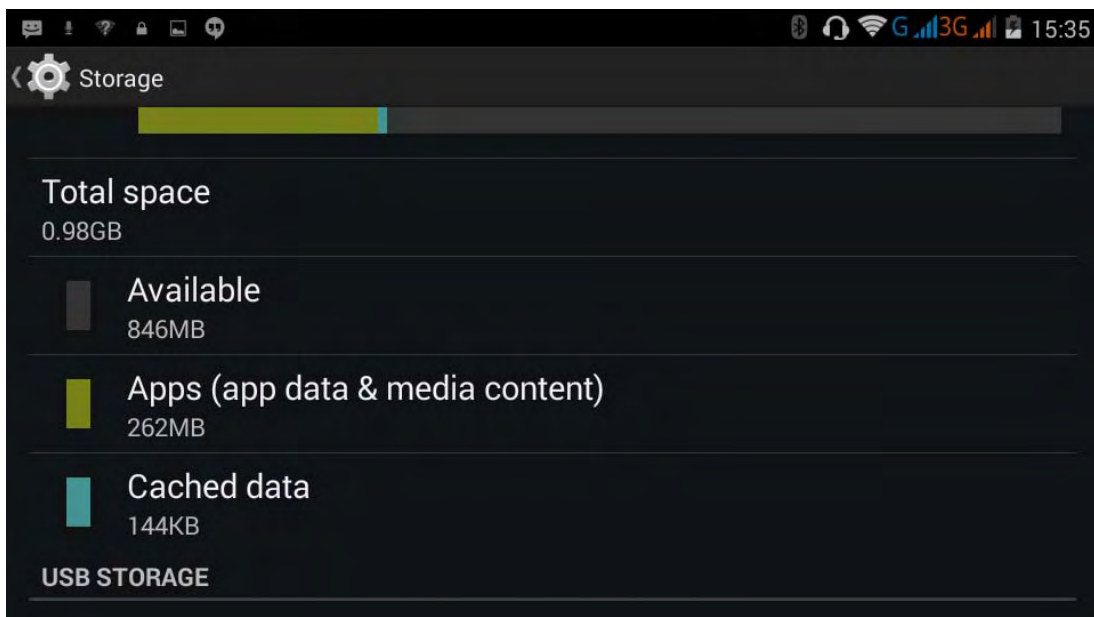 G 3G 15:35
Storage
Total space
0.98GB
Available
846MB
Apps (app data & media content)
262MB
Cached data
144KB
USB STORAGE